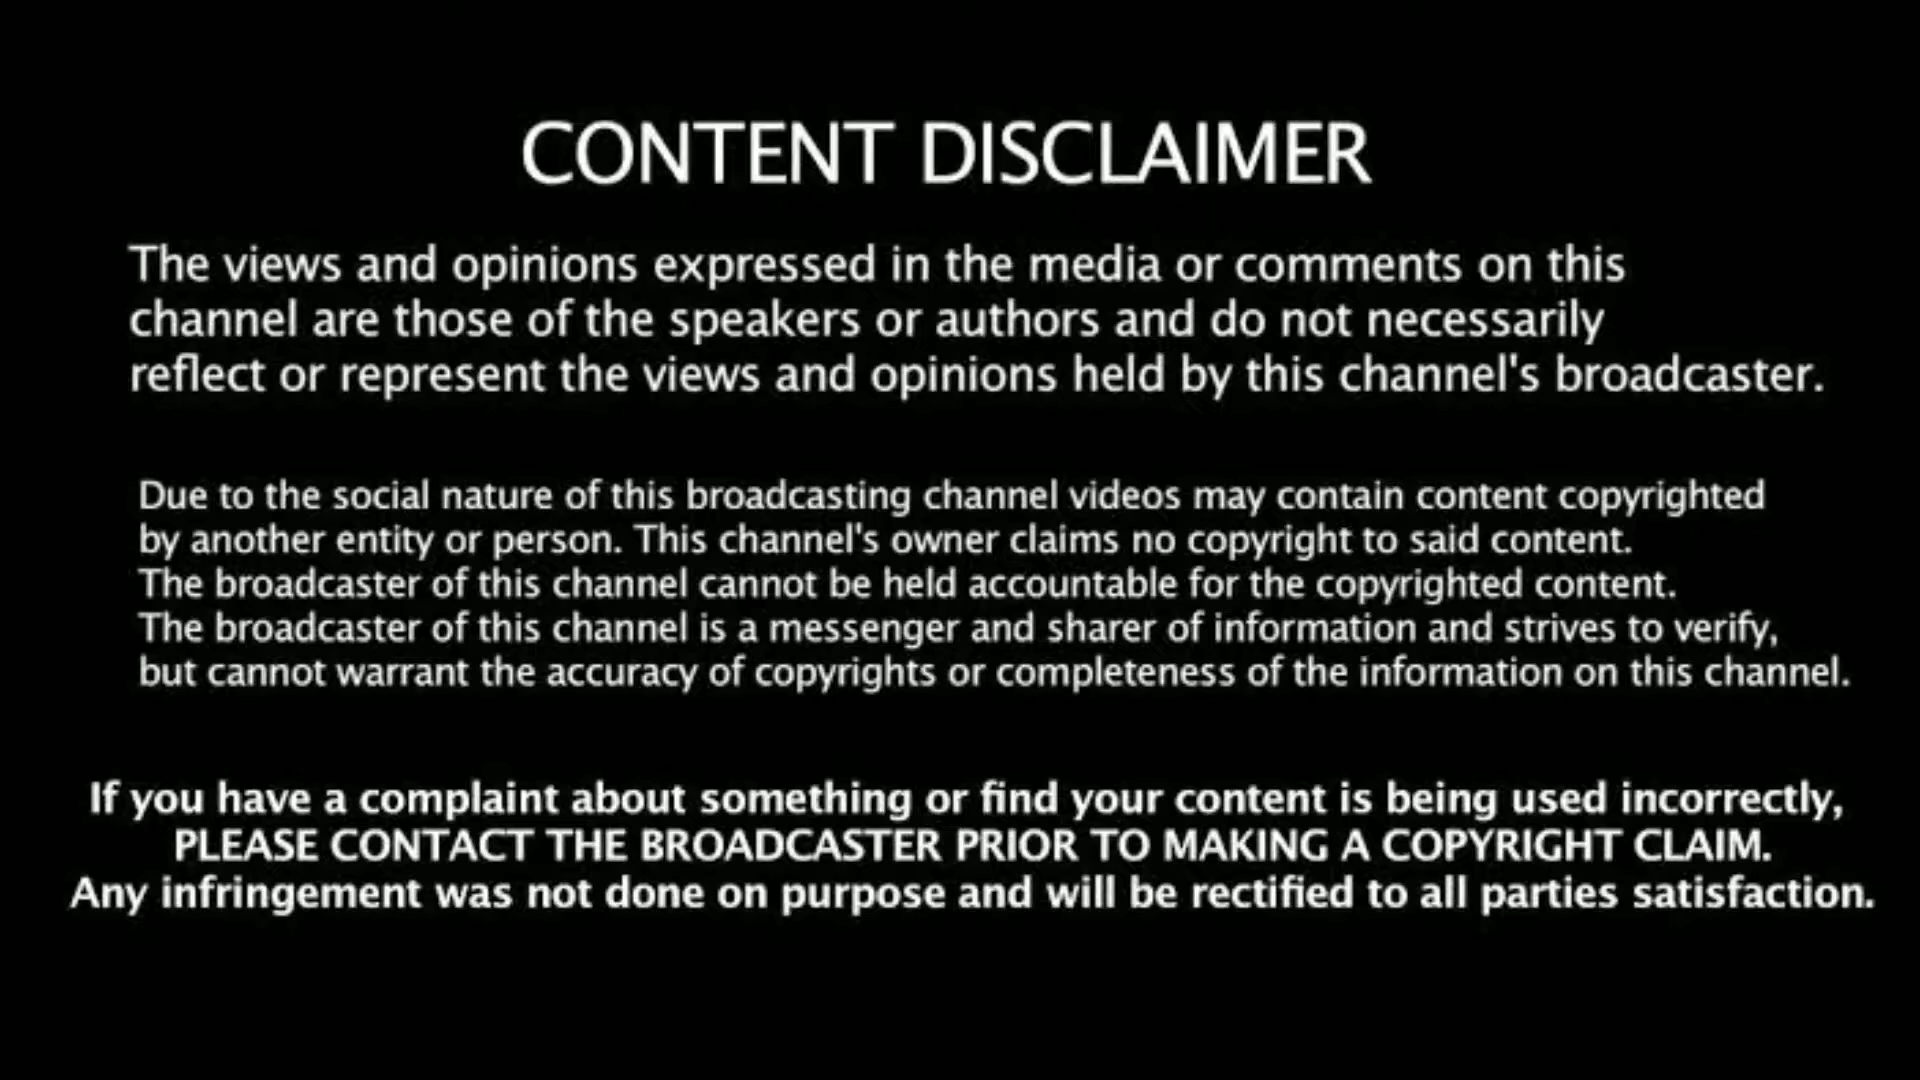 CONTENT DISCLAIMER
The views and opinions expressed in the media or comments on this
channel are those of the speakers or authors and do not necessarily
reflect or represent the views and opinions held by this channel's broadcaster.
Due to the social nature of this broadcasting channel videos may contain content copyrighted
by another entity or person. This channel's owner claims no copyright to said content.
The broadcaster of this channel cannot be held accountable for the copyrighted content.
The broadcaster of this channel is a messenger and sharer of information and strives to verify,
but cannot warrant the accuracy of copyrights or completeness of the information on this channel.
If you have a complaint about something or find your content is being used incorrectly,
PLEASE CONTACT THE BROADCASTER PRIOR TO MAKING A COPYRIGHT CLAIM.
Any infringement was not done on purpose and will be rectified to all parties satisfaction.